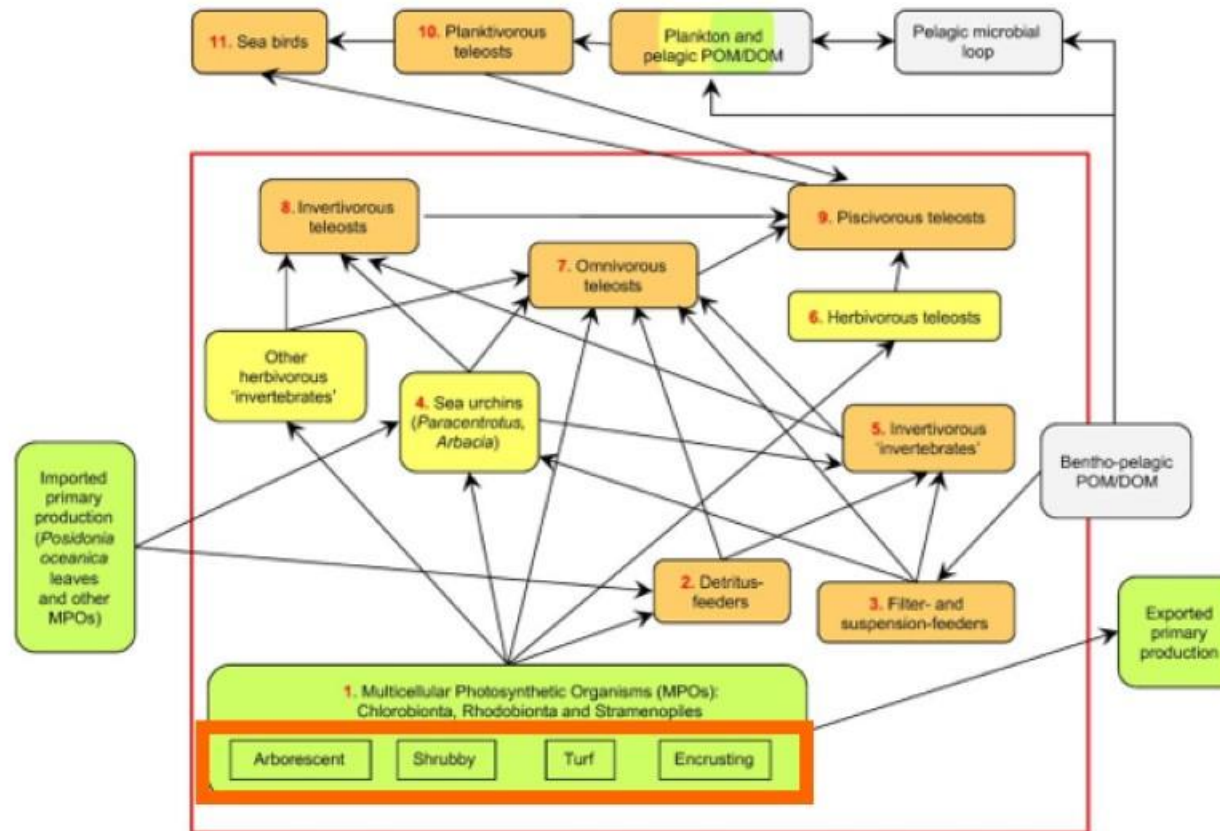 11. Sea birds
10. Planktivorous
teleosts
Plankton and
pelagic POM/DOM
Pelagic microbial
loop
8. Invertivorous
teleosts
9. Piscivorous teleosts
7. Omnivorous
teleosts
6. Herbivorous teleosts
Other
herbivorous
'invertebrates'
4. Sea urchins
(Paracentrotus,
Arbacia)
5. Invertivorous
'invertebrates'
Bentho-pelagic
POM/DOM
Imported
primary
production
(Posidonia
oceanica
leaves
and other
MPOs)
2. Detritus-
feeders
3. Filter- and
suspension-feeders
Exported
primary
production
1. Multicellular Photosynthetic Organisms (MPOs):
Chlorobionta, Rhodobionta and Stramenopiles
Arborescent
Shrubby
Turf
Encrusting